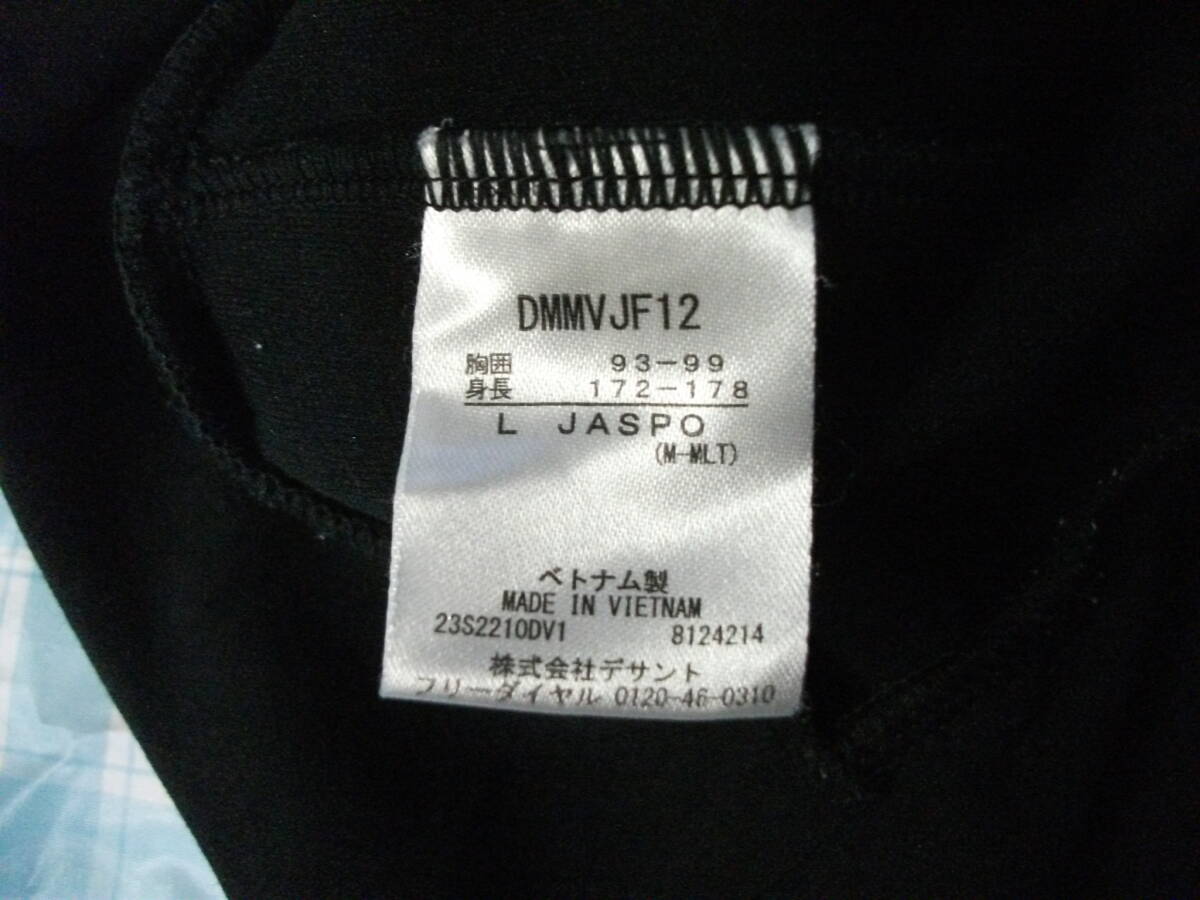 DMMVJF12
胸囲 93-99
身長 172-178
L JASPO
(M-MLT)
ベトナム製
MADE IN VIETNAM
23S2210DV1 8124214
株式会社デサント
フリーダイヤル 0120-46-0310